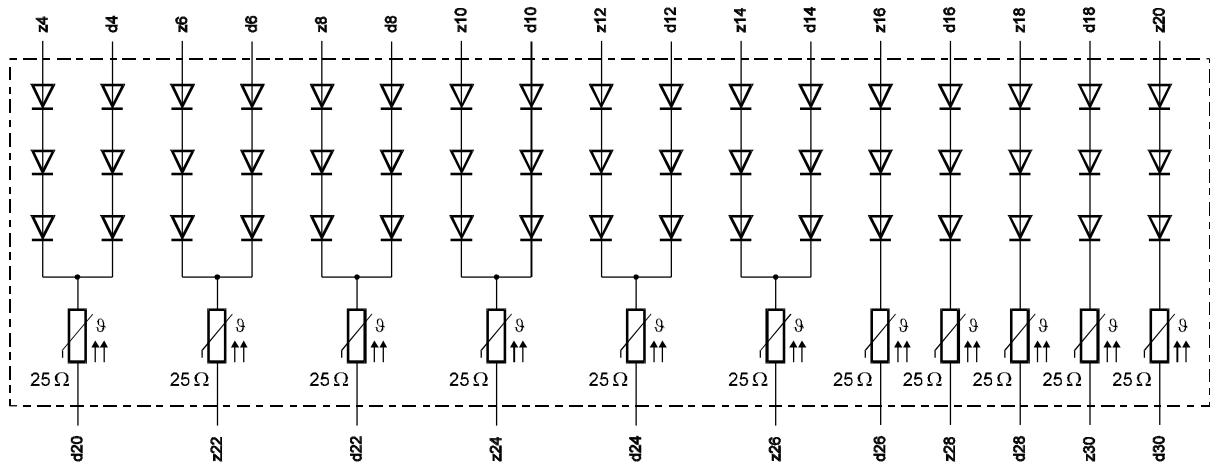 z4 d4 z6 d6 z8 d8 z10 d10 z12 d12 z14 d14 z16 d16 z18 d18 z20
ϑ ϑ ϑ ϑ ϑ ϑ ϑ ϑ ϑ ϑ ϑ
25 Ω 25 Ω 25 Ω 25 Ω 25 Ω 25 Ω 25 Ω 25 Ω 25 Ω 25 Ω 25 Ω
d20 z22 d22 z24 d24 z26 d26 z28 d28 z30 d30